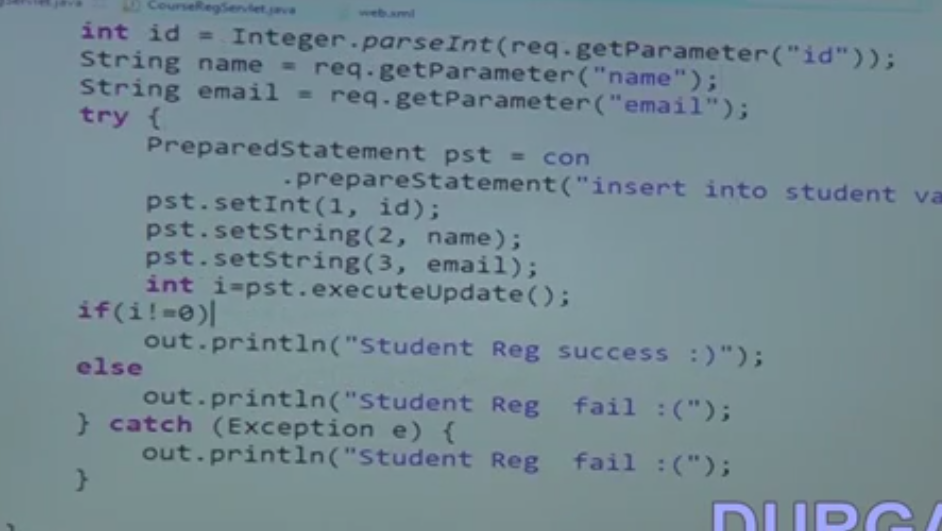 CourseRegServlet.java web.xml
int id = Integer.parseInt(req.getParameter("id"));
String name = req.getParameter("name");
String email = req.getParameter("email");
try {
PreparedStatement pst = con
.prepareStatement("insert into student va
pst.setInt(1, id);
pst.setString(2, name);
pst.setString(3, email);
int i=pst.executeUpdate();
if(i!=0)
out.println("Student Reg success :)");
else
out.println("Student Reg  fail :(");
} catch (Exception e) {
out.println("Student Reg  fail :(");
}
DURGA